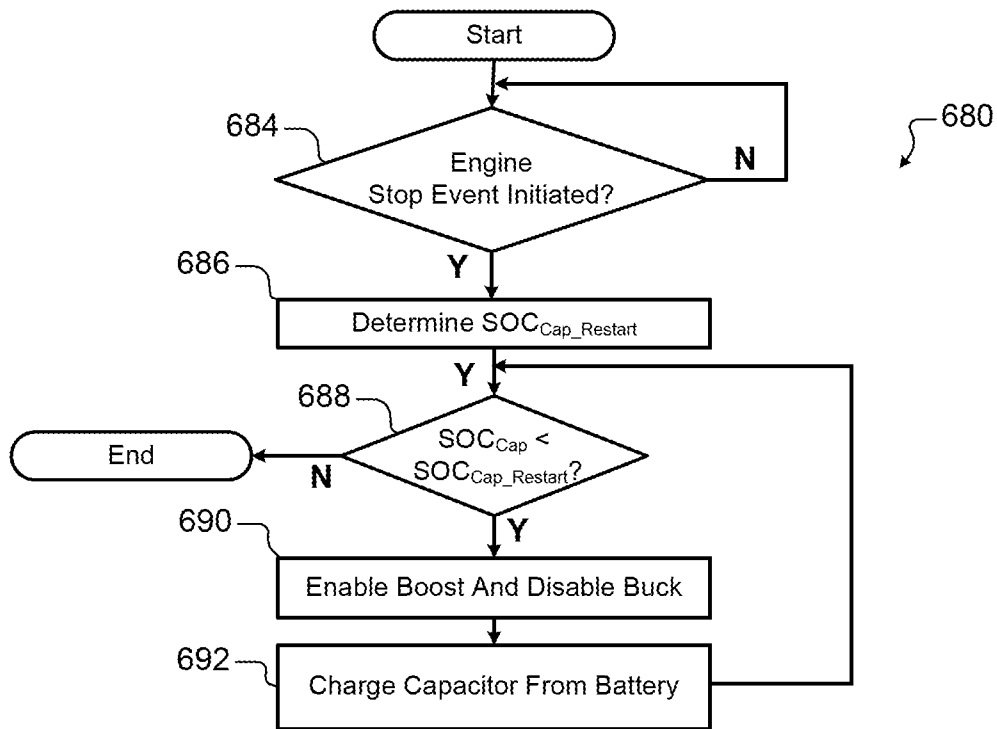 Start
684
680
Engine
Stop Event Initiated?
N
Y
686
Determine SOCCap_Restart
Y
688
SOCCap <
SOCCap_Restart?
End
N
Y
690
Enable Boost And Disable Buck
692
Charge Capacitor From Battery